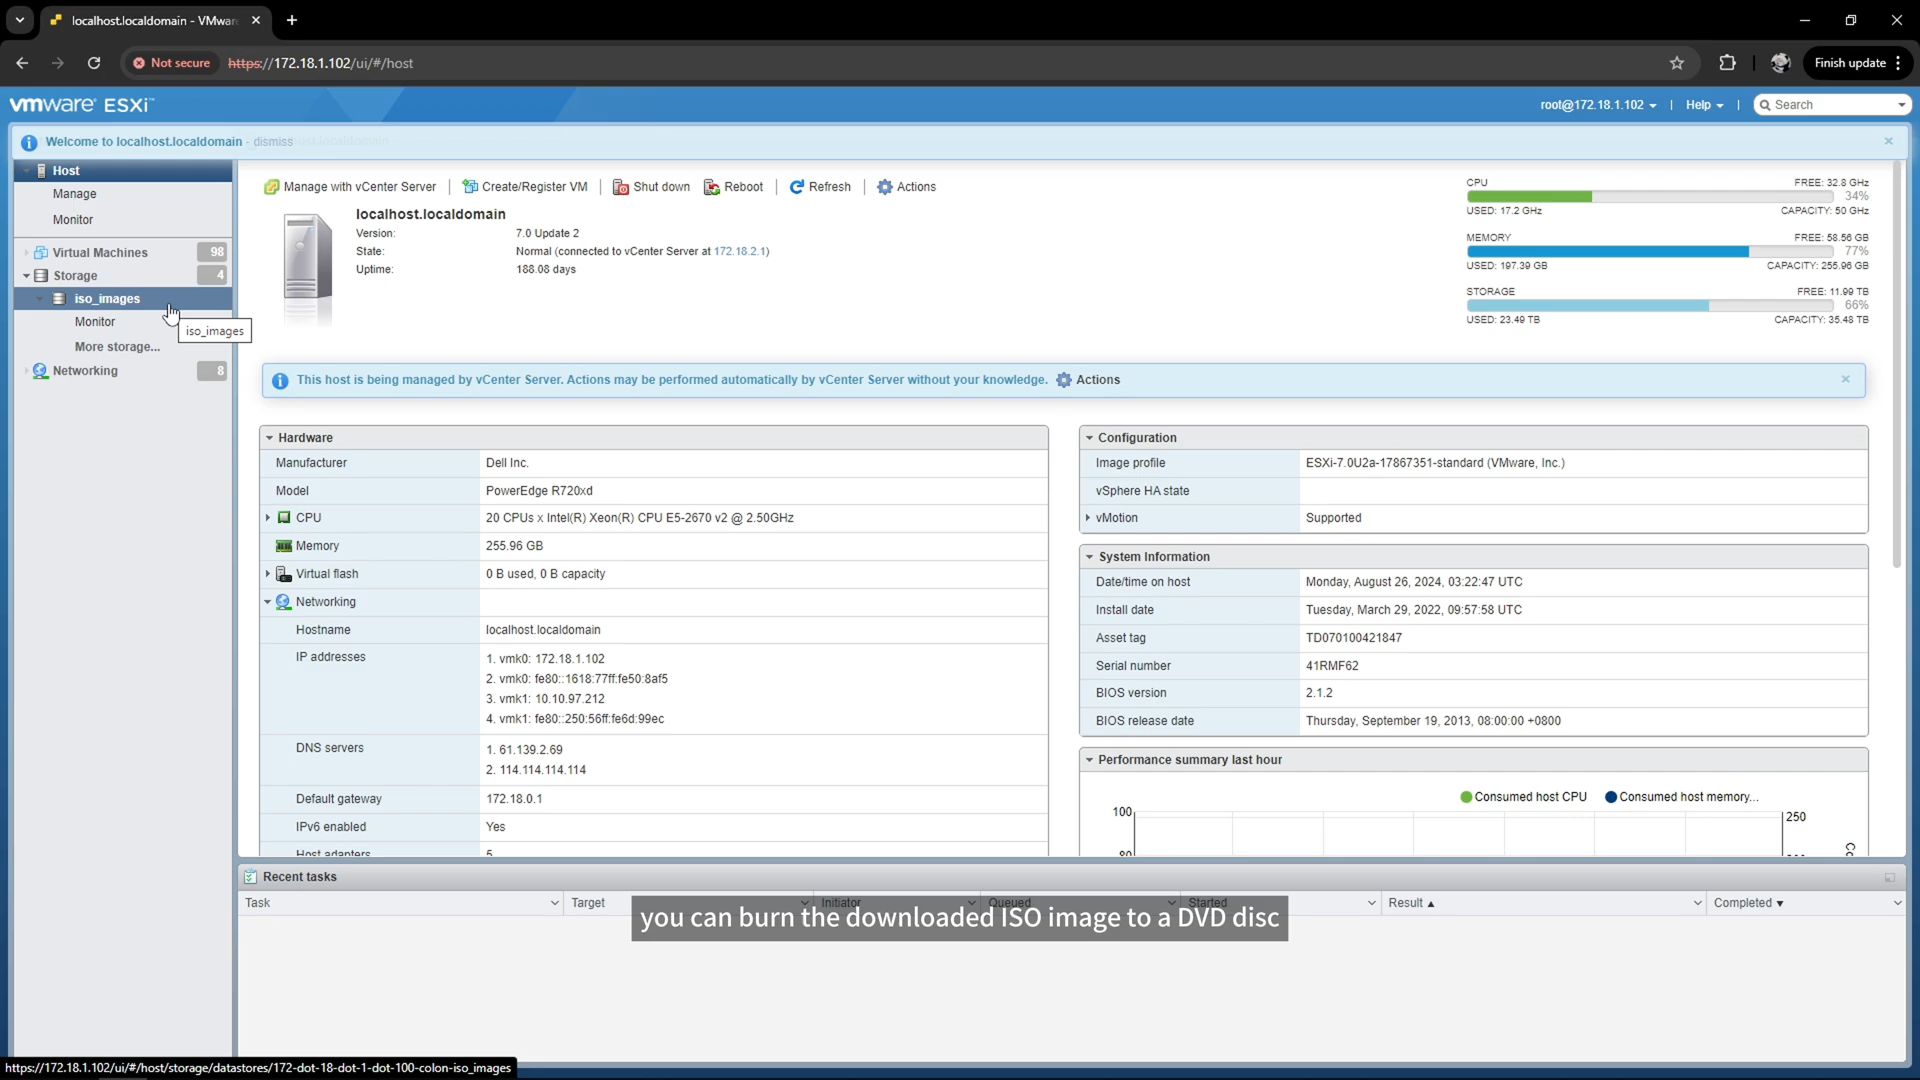 localhost.localdomain - VMwar
Not secure
https://172.18.1.102/ui/#/host
Finish update
vmware ESXi™
root@172.18.1.102
Help
Search
Welcome to localhost.localdomain - dismiss
Host
Manage
Monitor
Virtual Machines 98
Storage 4
iso_images
Monitor
iso_images
More storage...
Networking 8
Manage with vCenter Server
Create/Register VM
Shut down
Reboot
Refresh
Actions
localhost.localdomain
Version: 7.0 Update 2
State: Normal (connected to vCenter Server at 172.18.2.1)
Uptime: 188.08 days
CPU FREE: 32.8 GHz
34%
USED: 17.2 GHz CAPACITY: 50 GHz
MEMORY FREE: 58.56 GB
77%
USED: 197.39 GB CAPACITY: 255.96 GB
STORAGE FREE: 11.99 TB
66%
USED: 23.49 TB CAPACITY: 35.48 TB
This host is being managed by vCenter Server. Actions may be performed automatically by vCenter Server without your knowledge. Actions
Hardware
Manufacturer Dell Inc.
Model PowerEdge R720xd
CPU 20 CPUs x Intel(R) Xeon(R) CPU E5-2670 v2 @ 2.50GHz
Memory 255.96 GB
Virtual flash 0 B used, 0 B capacity
Networking
Hostname localhost.localdomain
IP addresses 1. vmk0: 172.18.1.102
2. vmk0: fe80::1618:77ff:fe50:8af5
3. vmk1: 10.10.97.212
4. vmk1: fe80::250:56ff:fe6d:99ec
DNS servers 1. 61.139.2.69
2. 114.114.114.114
Default gateway 172.18.0.1
IPv6 enabled Yes
Host adapters 5
Configuration
Image profile ESXi-7.0U2a-17867351-standard (VMware, Inc.)
vSphere HA state
vMotion Supported
System Information
Date/time on host Monday, August 26, 2024, 03:22:47 UTC
Install date Tuesday, March 29, 2022, 09:57:58 UTC
Asset tag TD070100421847
Serial number 41RMF62
BIOS version 2.1.2
BIOS release date Thursday, September 19, 2013, 08:00:00 +0800
Performance summary last hour
Consumed host CPU Consumed host memory...
100 250
80
Recent tasks
Task Target Initiator Queued Started Result Completed
you can burn the downloaded ISO image to a DVD disc
https://172.18.1.102/ui/#/host/storage/datastores/172-dot-18-dot-1-dot-100-colon-iso_images